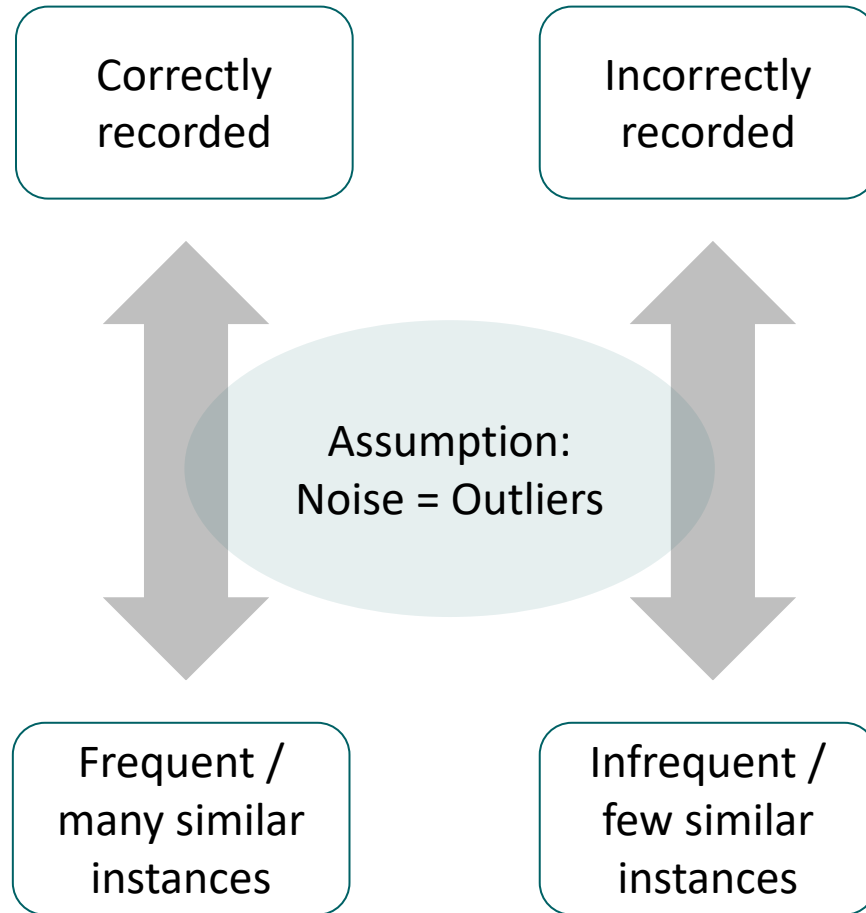 Correctly
recorded
Incorrectly
recorded
Assumption:
Noise = Outliers
Frequent /
many similar
instances
Infrequent /
few similar
instances